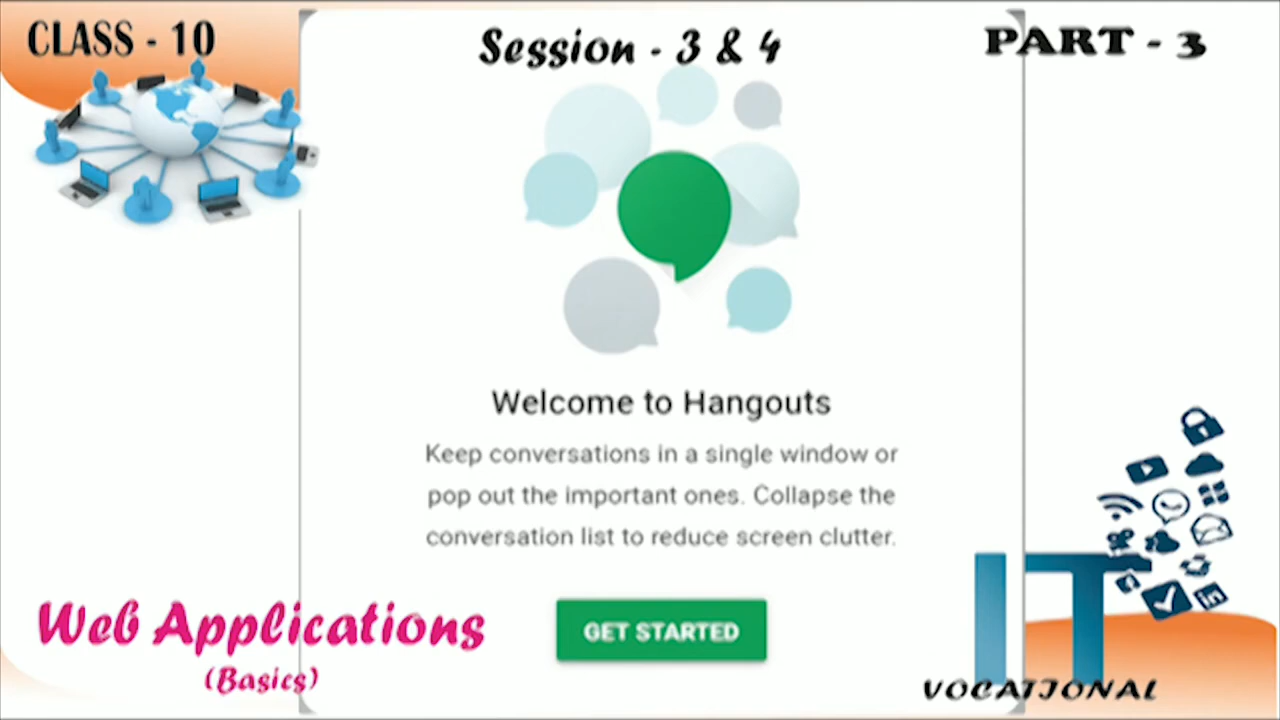 CLASS - 10
Session - 3 & 4
PART - 3
Welcome to Hangouts
Keep conversations in a single window or
pop out the important ones. Collapse the
conversation list to reduce screen clutter.
GET STARTED
Web Applications
(Basics)
IT
VOCATIONAL
in